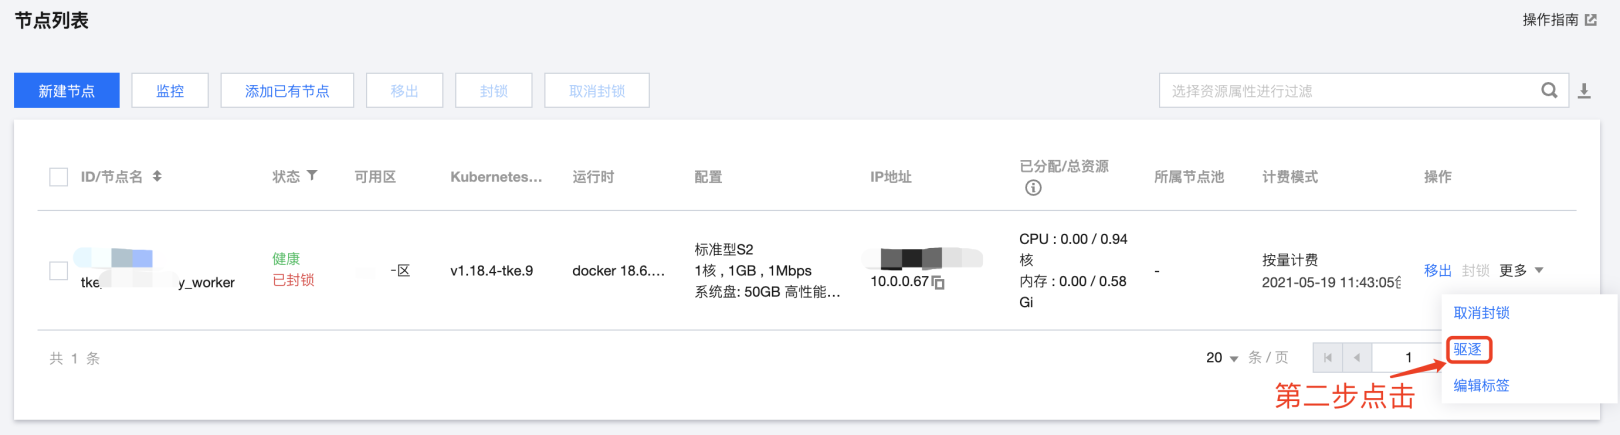 节点列表
操作指南
新建节点 监控 添加已有节点 移出 封锁 取消封锁 选择资源属性进行过滤
ID/节点名 状态 可用区 Kubernetes... 运行时 配置 IP地址 已分配/总资源 所属节点池 计费模式 操作
健康
已封锁
-区
v1.18.4-tke.9
docker 18.6....
标准型S2
1核 , 1GB , 1Mbps
系统盘: 50GB 高性能...
10.0.0.67
CPU : 0.00 / 0.94
核
内存 : 0.00 / 0.58
Gi
-
按量计费
2021-05-19 11:43:05
移出 封锁 更多
tke_
y_worker
取消封锁
驱逐
编辑标签
共 1 条
20 条 / 页
1
第二步点击